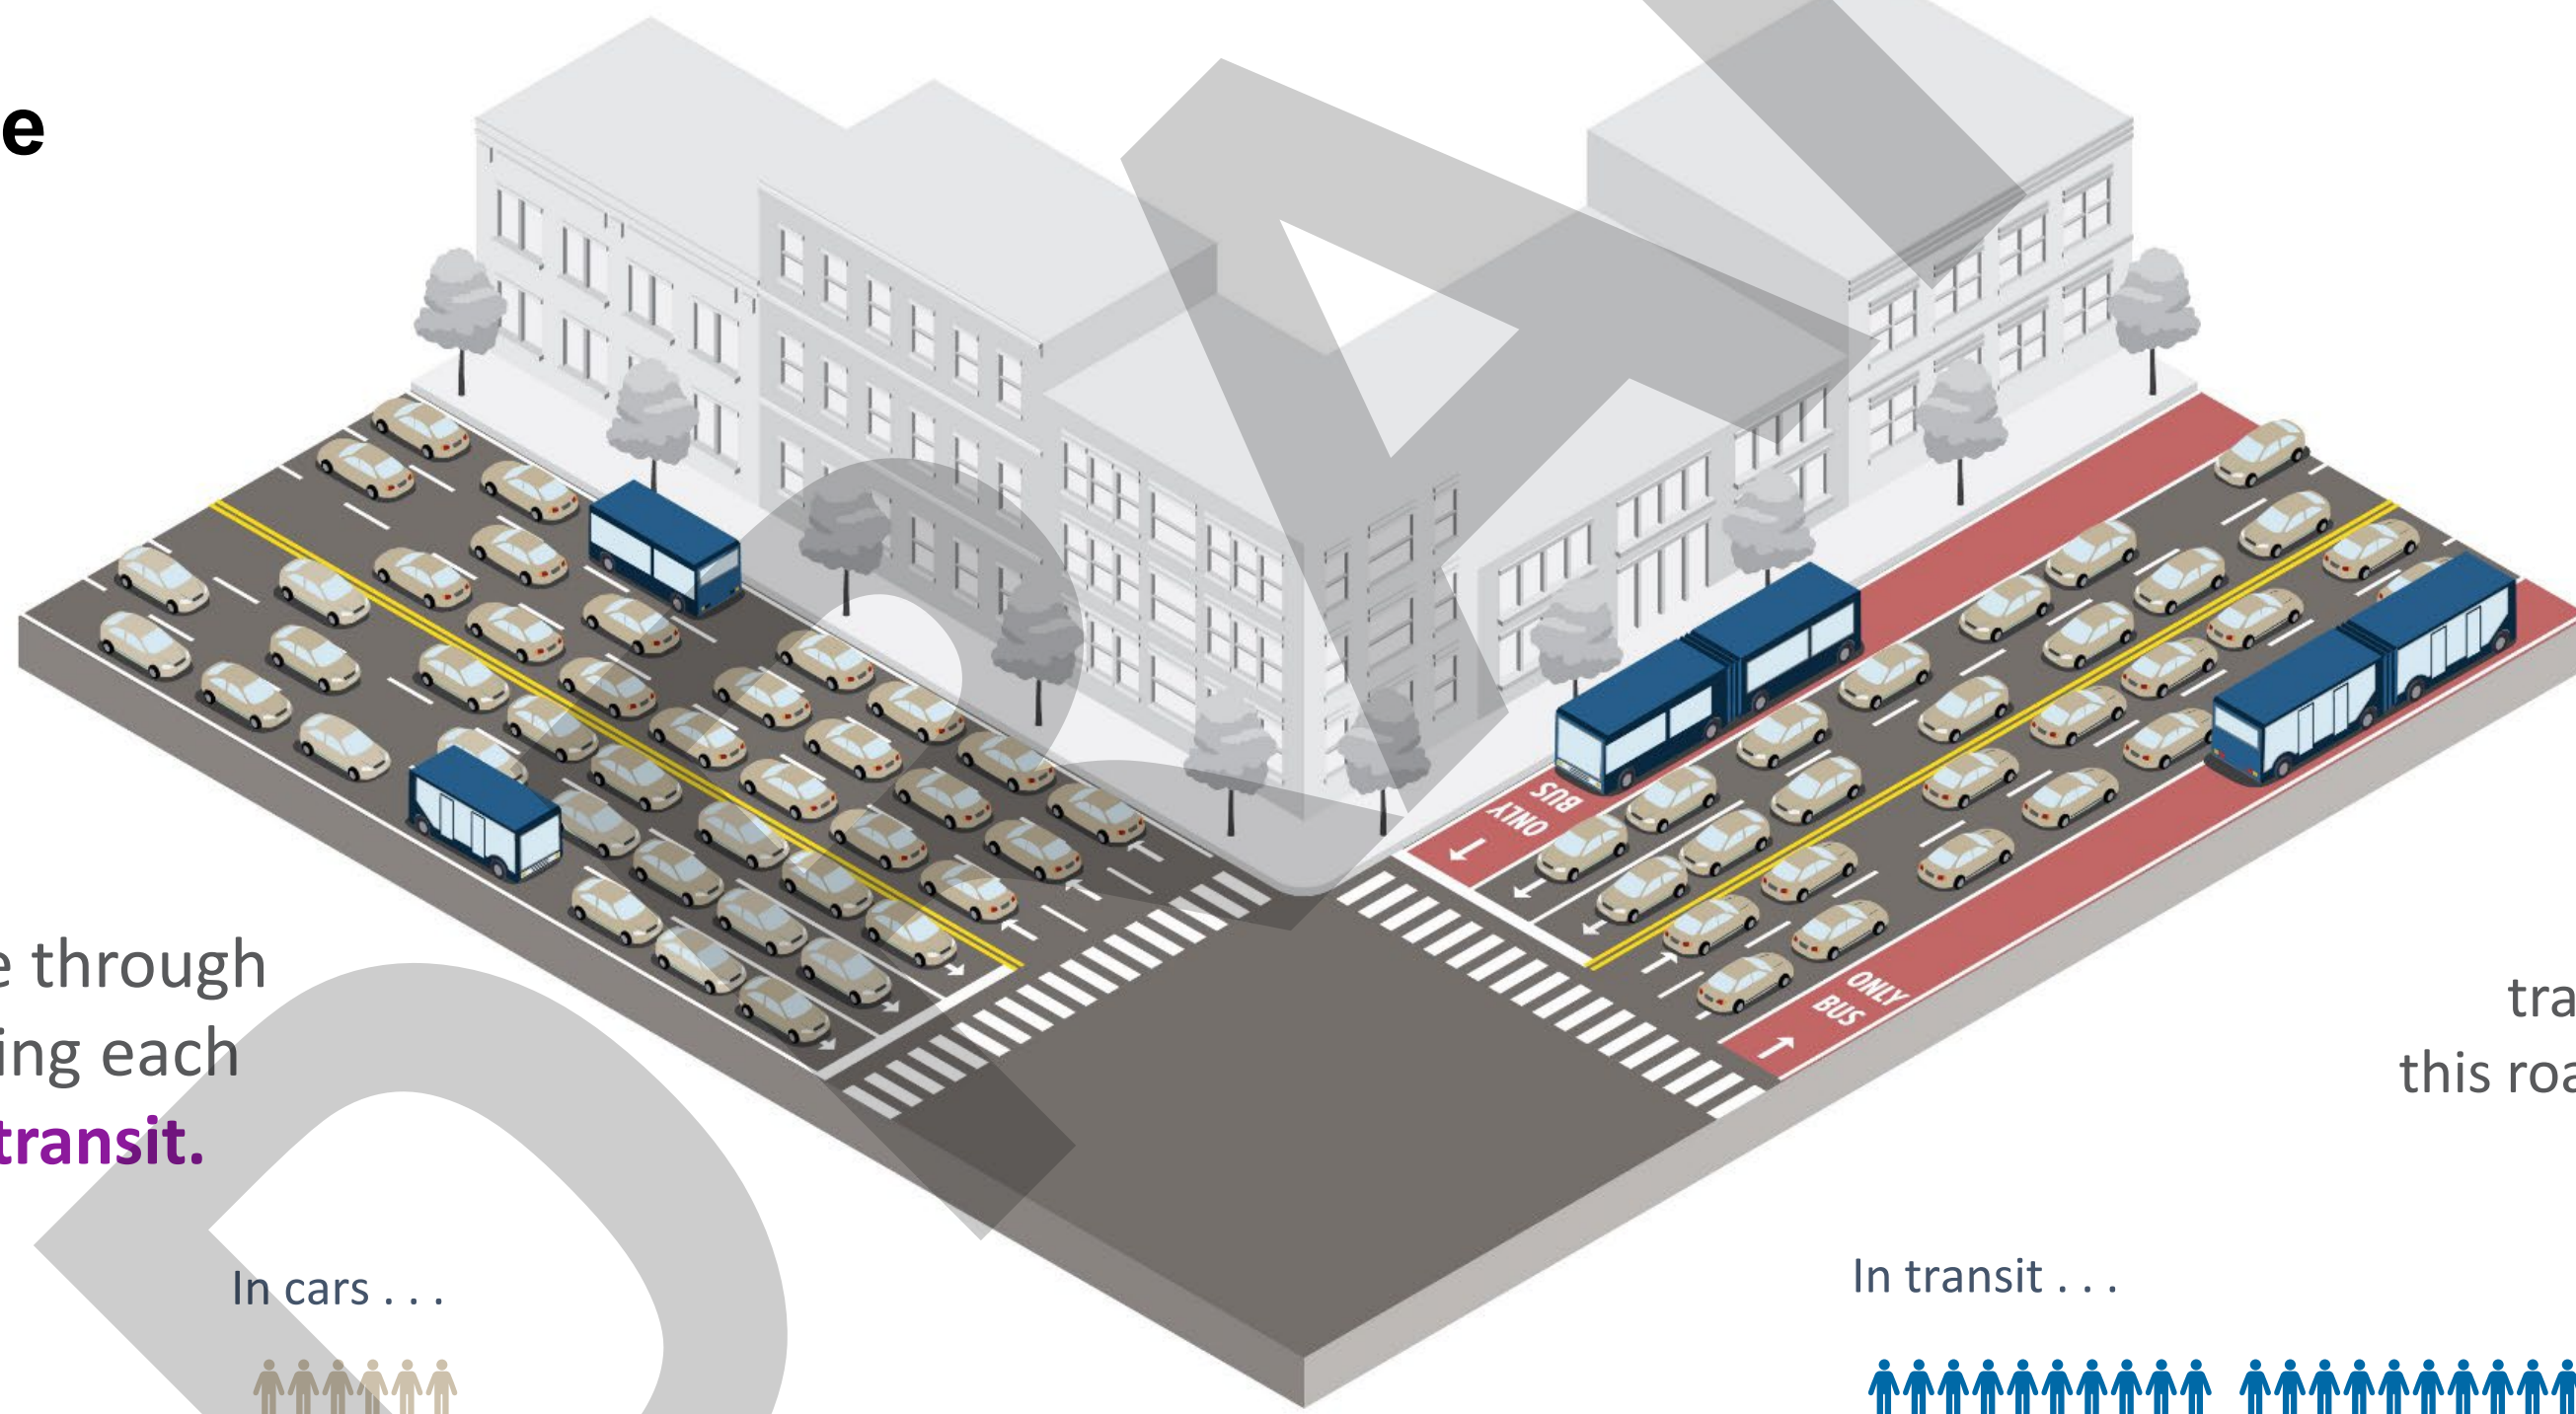 e
BUS
ONLY
e through
ing each
transit.
ONLY
BUS
tra
this roa
In cars . . .
In transit . . .